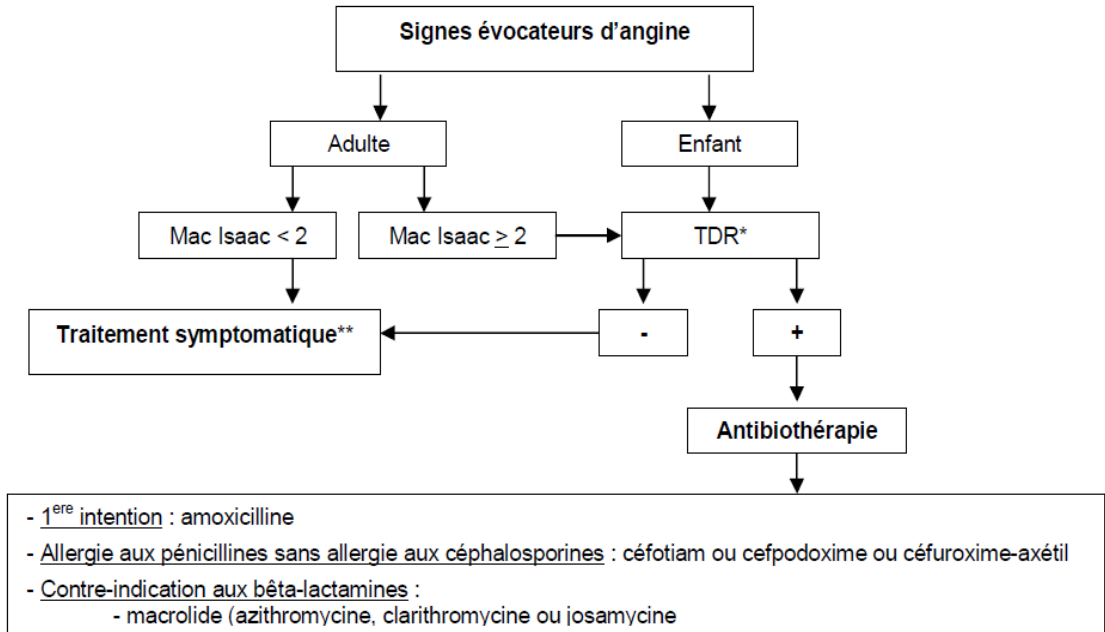 Signes évocateurs d'angine
Adulte
Enfant
Mac Isaac < 2
Mac Isaac ≥ 2
TDR*
Traitement symptomatique**
-
+
Antibiothérapie
- 1ere intention : amoxicilline
- Allergie aux pénicillines sans allergie aux céphalosporines : céfotiam ou cefpodoxime ou céfuroxime-axétil
- Contre-indication aux bêta-lactamines :
- macrolide (azithromycine, clarithromycine ou josamycine